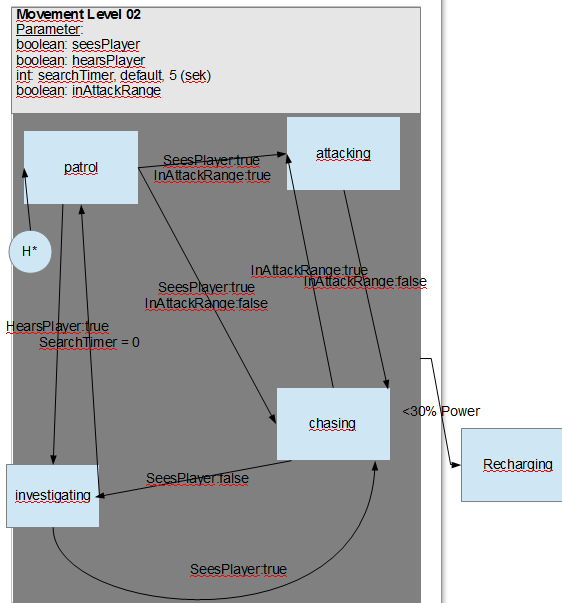 Movement Level 02
Parameter:
boolean: seesPlayer
boolean: hearsPlayer
int: searchTimer, default, 5 (sek)
boolean: inAttackRange
patrol
attacking
SeesPlayer:true
InAttackRange:true
H*
InAttackRange:true
InAttackRange:false
SeesPlayer:true
InAttackRange:false
HearsPlayer:true
SearchTimer = 0
chasing
<30% Power
Recharging
SeesPlayer:false
investigating
SeesPlayer:true